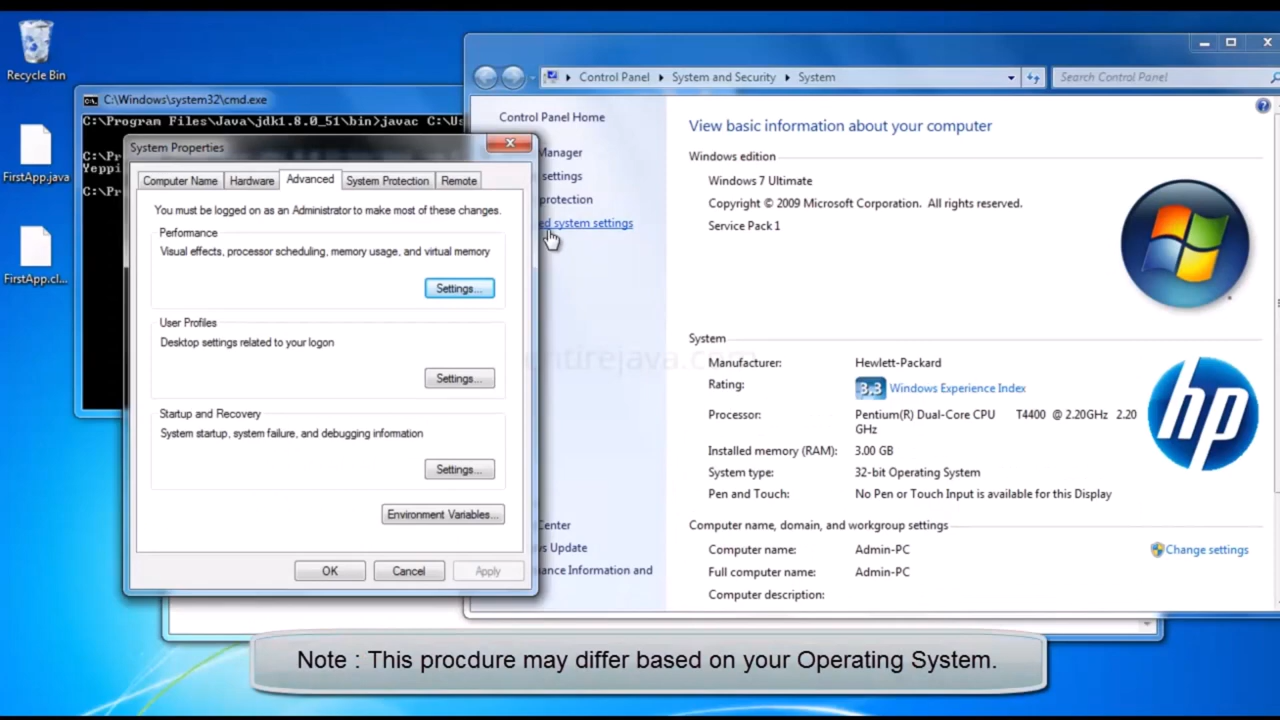 Recycle Bin
FirstApp.java
FirstApp.cl...
C:\Windows\system32\cmd.exe
C:\Program Files\Java\jdk1.8.0_51\bin>javac C:\Us
C:\Pr
Yeppi
C:\Pr
System Properties
Computer Name
Hardware
Advanced
System Protection
Remote
You must be logged on as an Administrator to make most of these changes.
Performance
Visual effects, processor scheduling, memory usage, and virtual memory
Settings...
User Profiles
Desktop settings related to your logon
Settings...
Startup and Recovery
System startup, system failure, and debugging information
Settings...
Environment Variables...
OK
Cancel
Apply
Control Panel
System and Security
System
Search Control Panel
Control Panel Home
Manager
settings
protection
ed system settings
Center
s Update
ance Information and
View basic information about your computer
Windows edition
Windows 7 Ultimate
Copyright © 2009 Microsoft Corporation. All rights reserved.
Service Pack 1
System
Manufacturer: Hewlett-Packard
Rating: 3.3 Windows Experience Index
Processor: Pentium(R) Dual-Core CPU T4400 @ 2.20GHz 2.20
GHz
Installed memory (RAM): 3.00 GB
System type: 32-bit Operating System
Pen and Touch: No Pen or Touch Input is available for this Display
hp
Computer name, domain, and workgroup settings
Computer name: Admin-PC
Change settings
Full computer name: Admin-PC
Computer description:
entirejava.com
Note : This procdure may differ based on your Operating System.